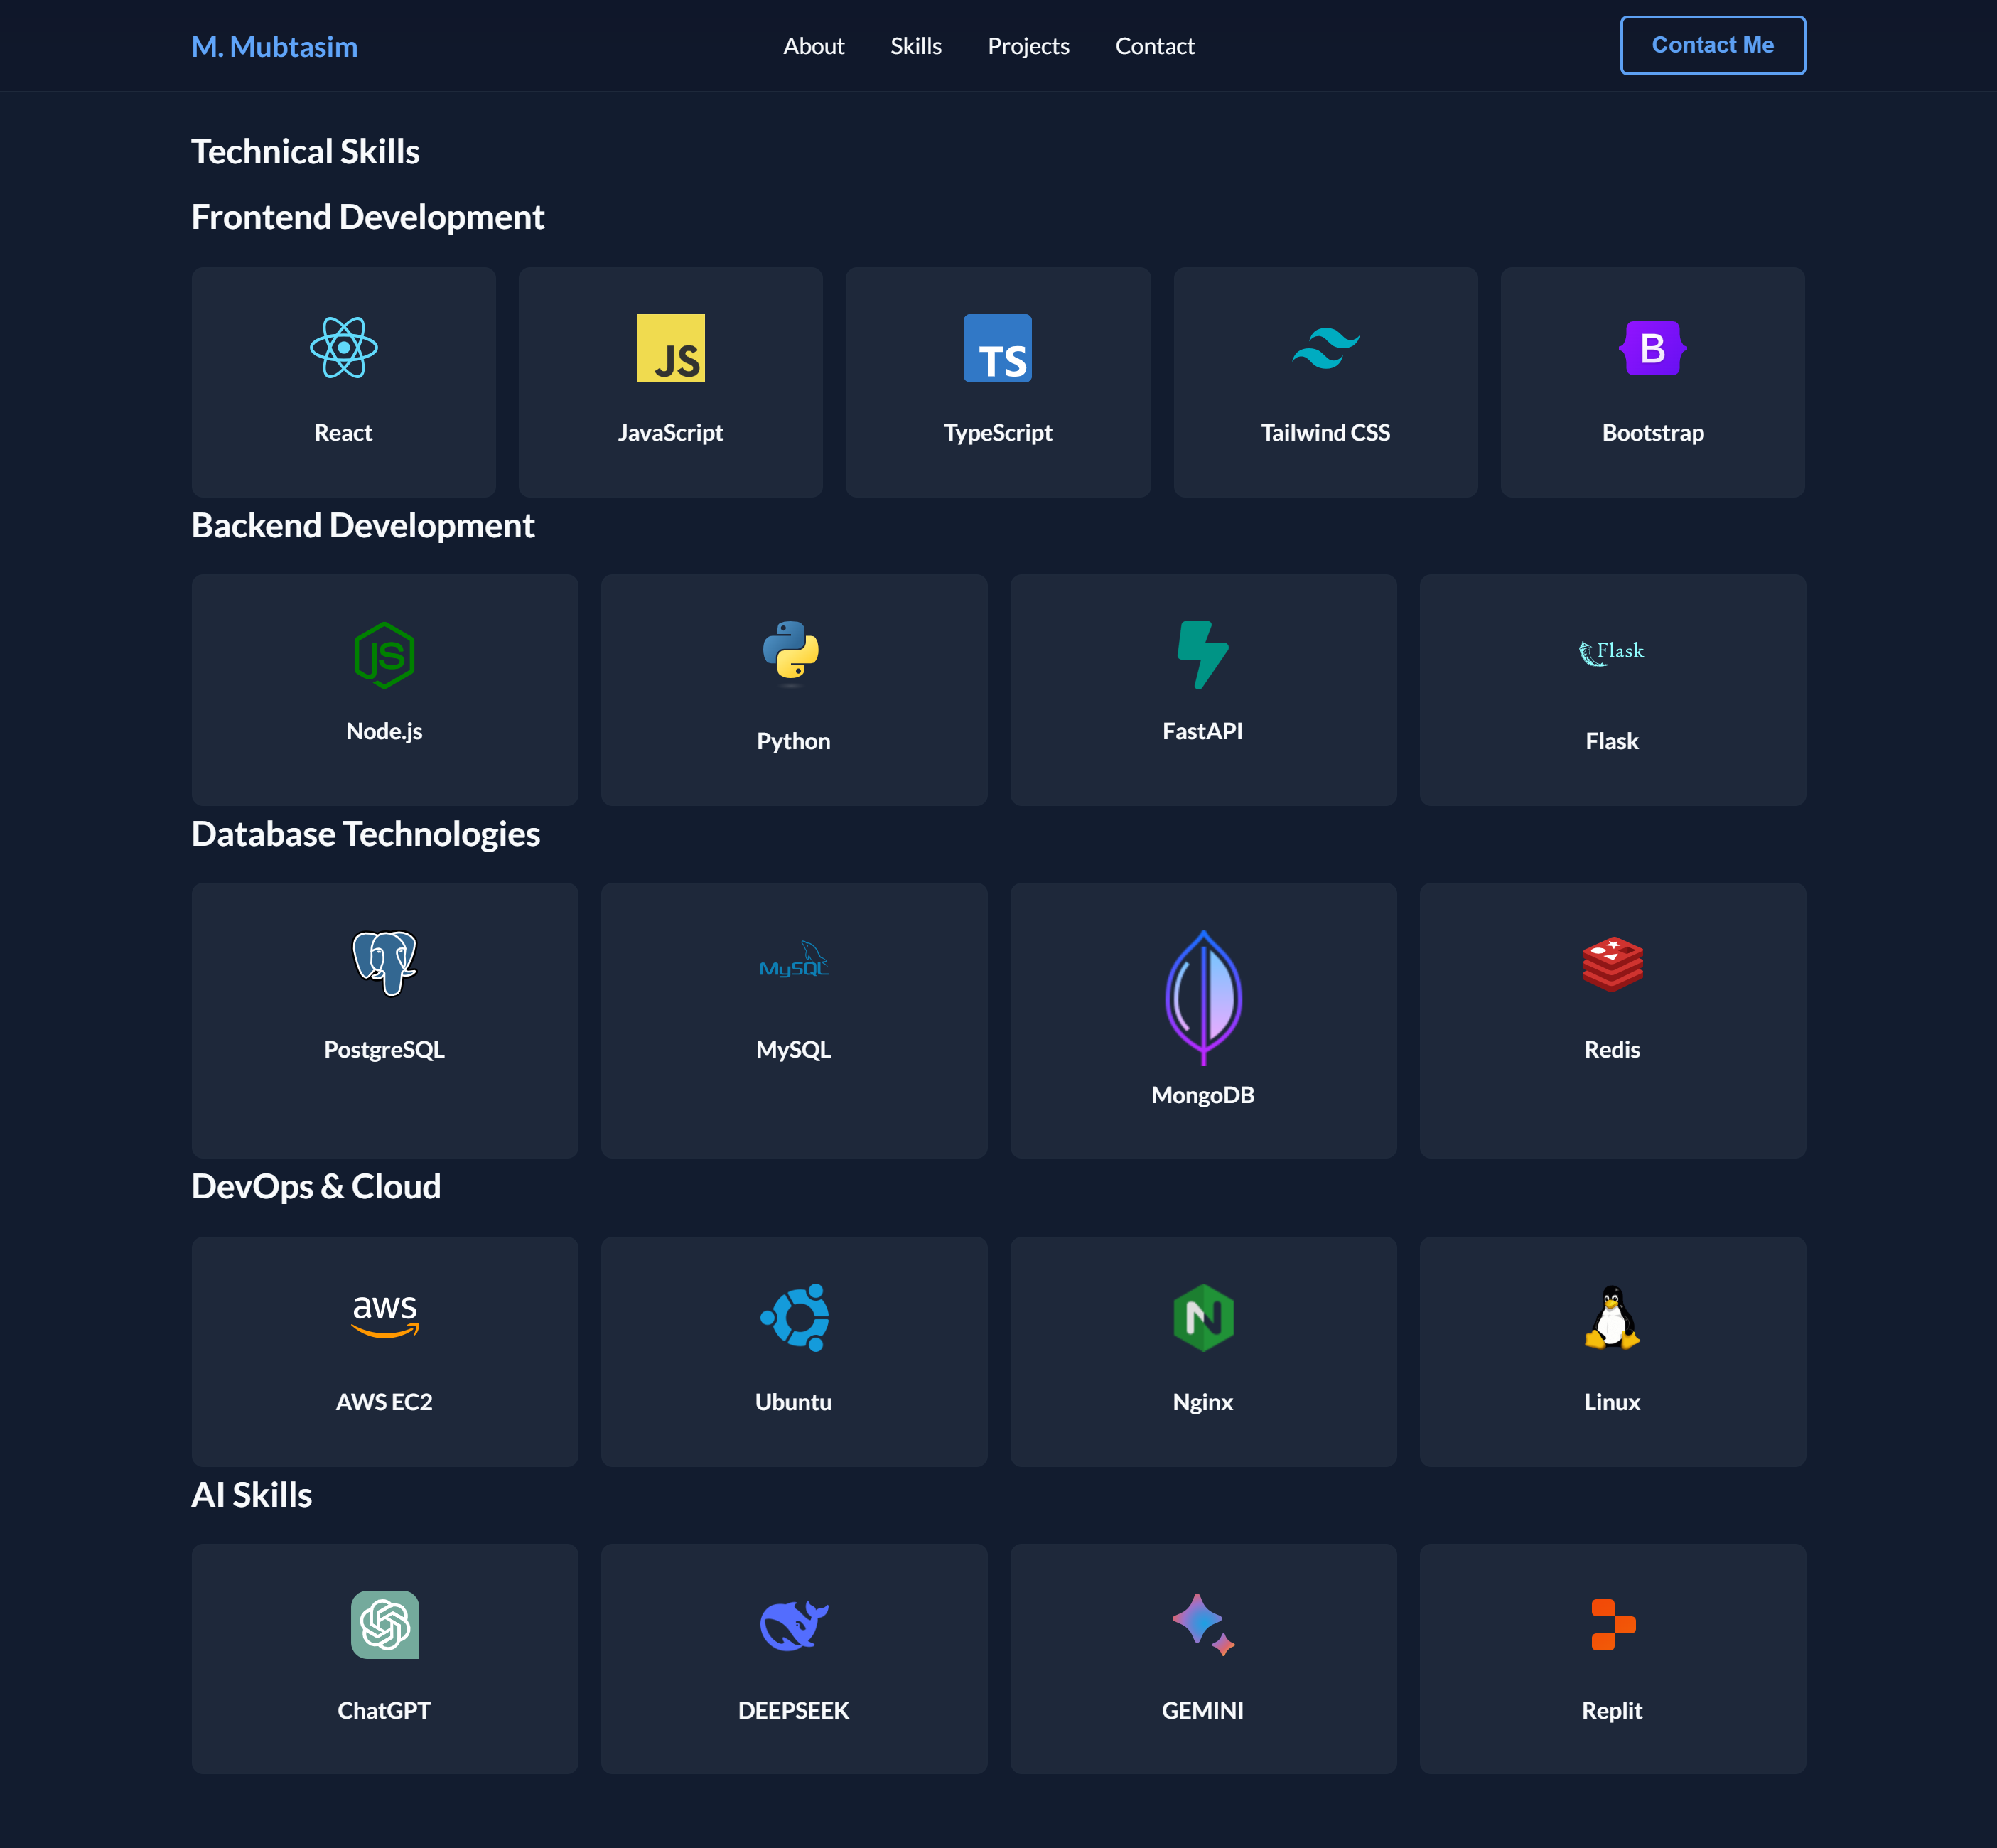 M. Mubtasim About Skills Projects Contact Contact Me
Technical Skills
Frontend Development
JS TS B
React JavaScript TypeScript Tailwind CSS Bootstrap
Backend Development
JS Flask
Node.js Python FastAPI Flask
Database Technologies
MySQL
PostgreSQL MySQL MongoDB Redis
DevOps & Cloud
aws N
AWS EC2 Ubuntu Nginx Linux
AI Skills
ChatGPT DEEPSEEK GEMINI Replit